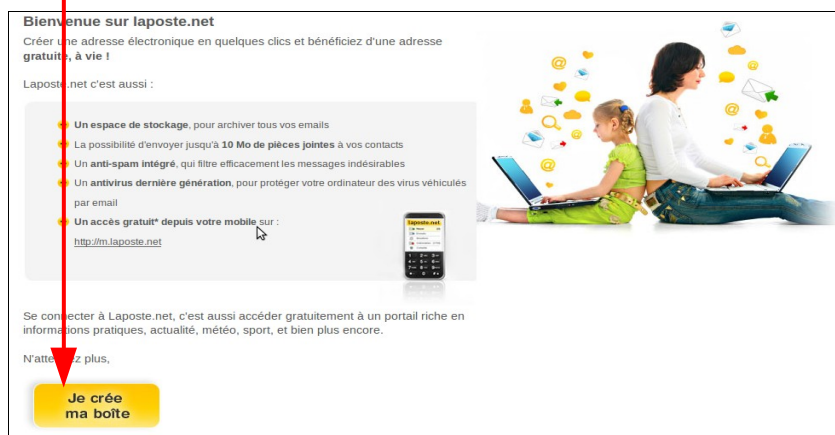 Bienvenue sur laposte.net
Créer une adresse électronique en quelques clics et bénéficiez d'une adresse
gratuite, à vie !
Laposte.net c'est aussi :
Un espace de stockage, pour archiver tous vos emails
La possibilité d'envoyer jusqu'à 10 Mo de pièces jointes à vos contacts
Un anti-spam intégré, qui filtre efficacement les messages indésirables
Un antivirus dernière génération, pour protéger votre ordinateur des virus véhiculés
par email
Un accès gratuit* depuis votre mobile sur :
http://m.laposte.net
laposte.net
Se connecter à Laposte.net, c'est aussi accéder gratuitement à un portail riche en
informations pratiques, actualité, météo, sport, et bien plus encore.
N'attendez plus,
Je crée
ma boîte